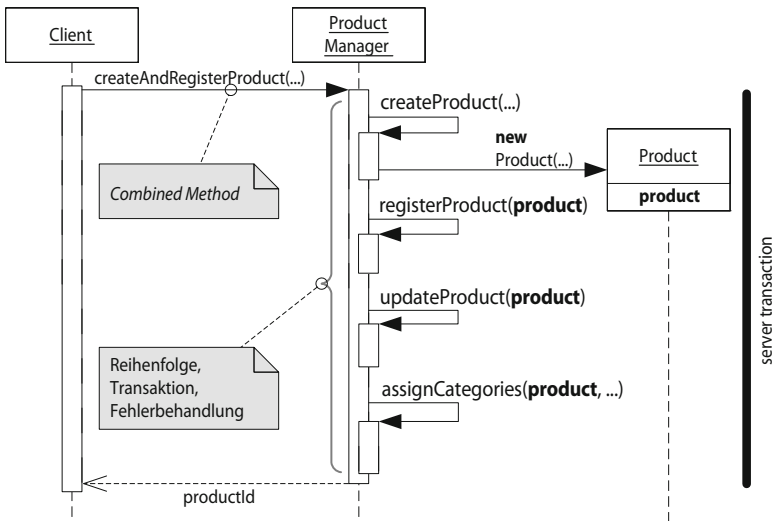 Client
Product
Manager
createAndRegisterProduct(...)
createProduct(...)
new
Product(...)
Product
product
Combined Method
registerProduct(product)
updateProduct(product)
Reihenfolge,
Transaktion,
Fehlerbehandlung
assignCategories(product, ...)
productId
server transaction